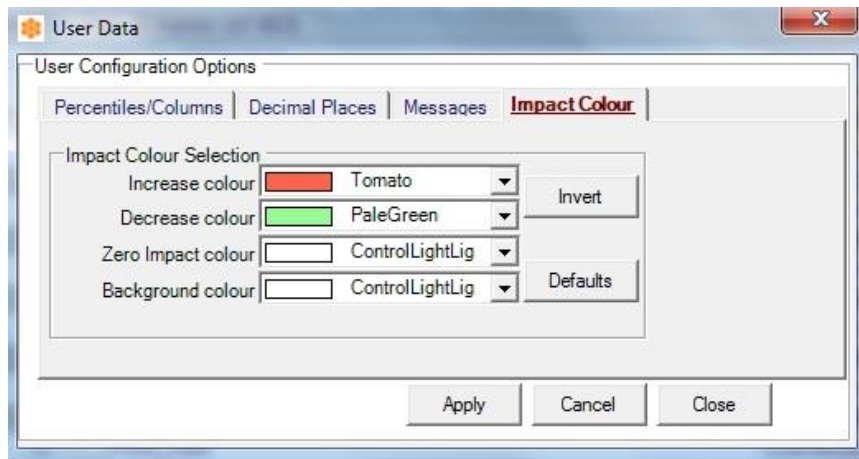 User Data
User Configuration Options
Percentiles/Columns Decimal Places Messages Impact Colour
Impact Colour Selection
Increase colour Tomato
Invert
Decrease colour PaleGreen
Zero Impact colour ControlLightLig
Defaults
Background colour ControlLightLig
Apply Cancel Close